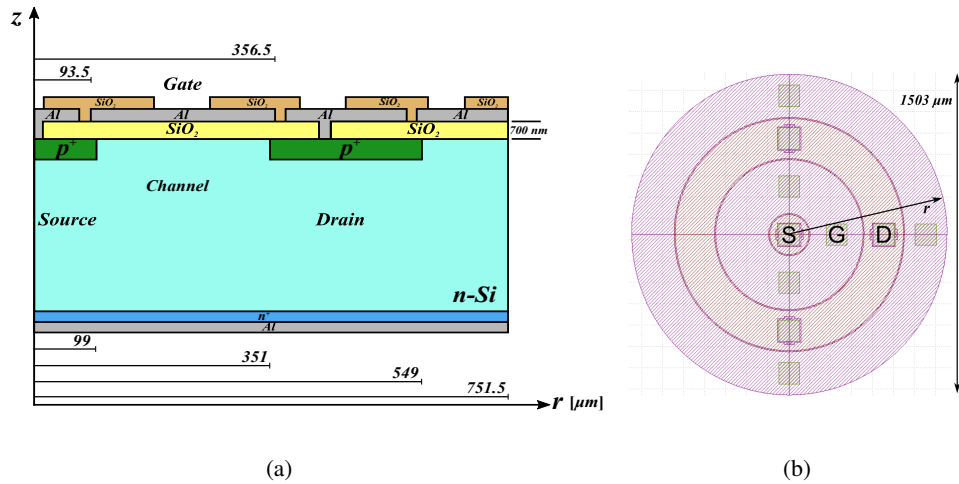 z
356.5
93.5
Gate
SiO2 SiO2 SiO2 SiO2
Al Al Al Al
SiO2 SiO2 700 nm
p+ p+
Channel
Source Drain
n-Si
n+
Al
99
351
549
751.5
r [μm]
(a)
1503 μm
r
S G D
(b)